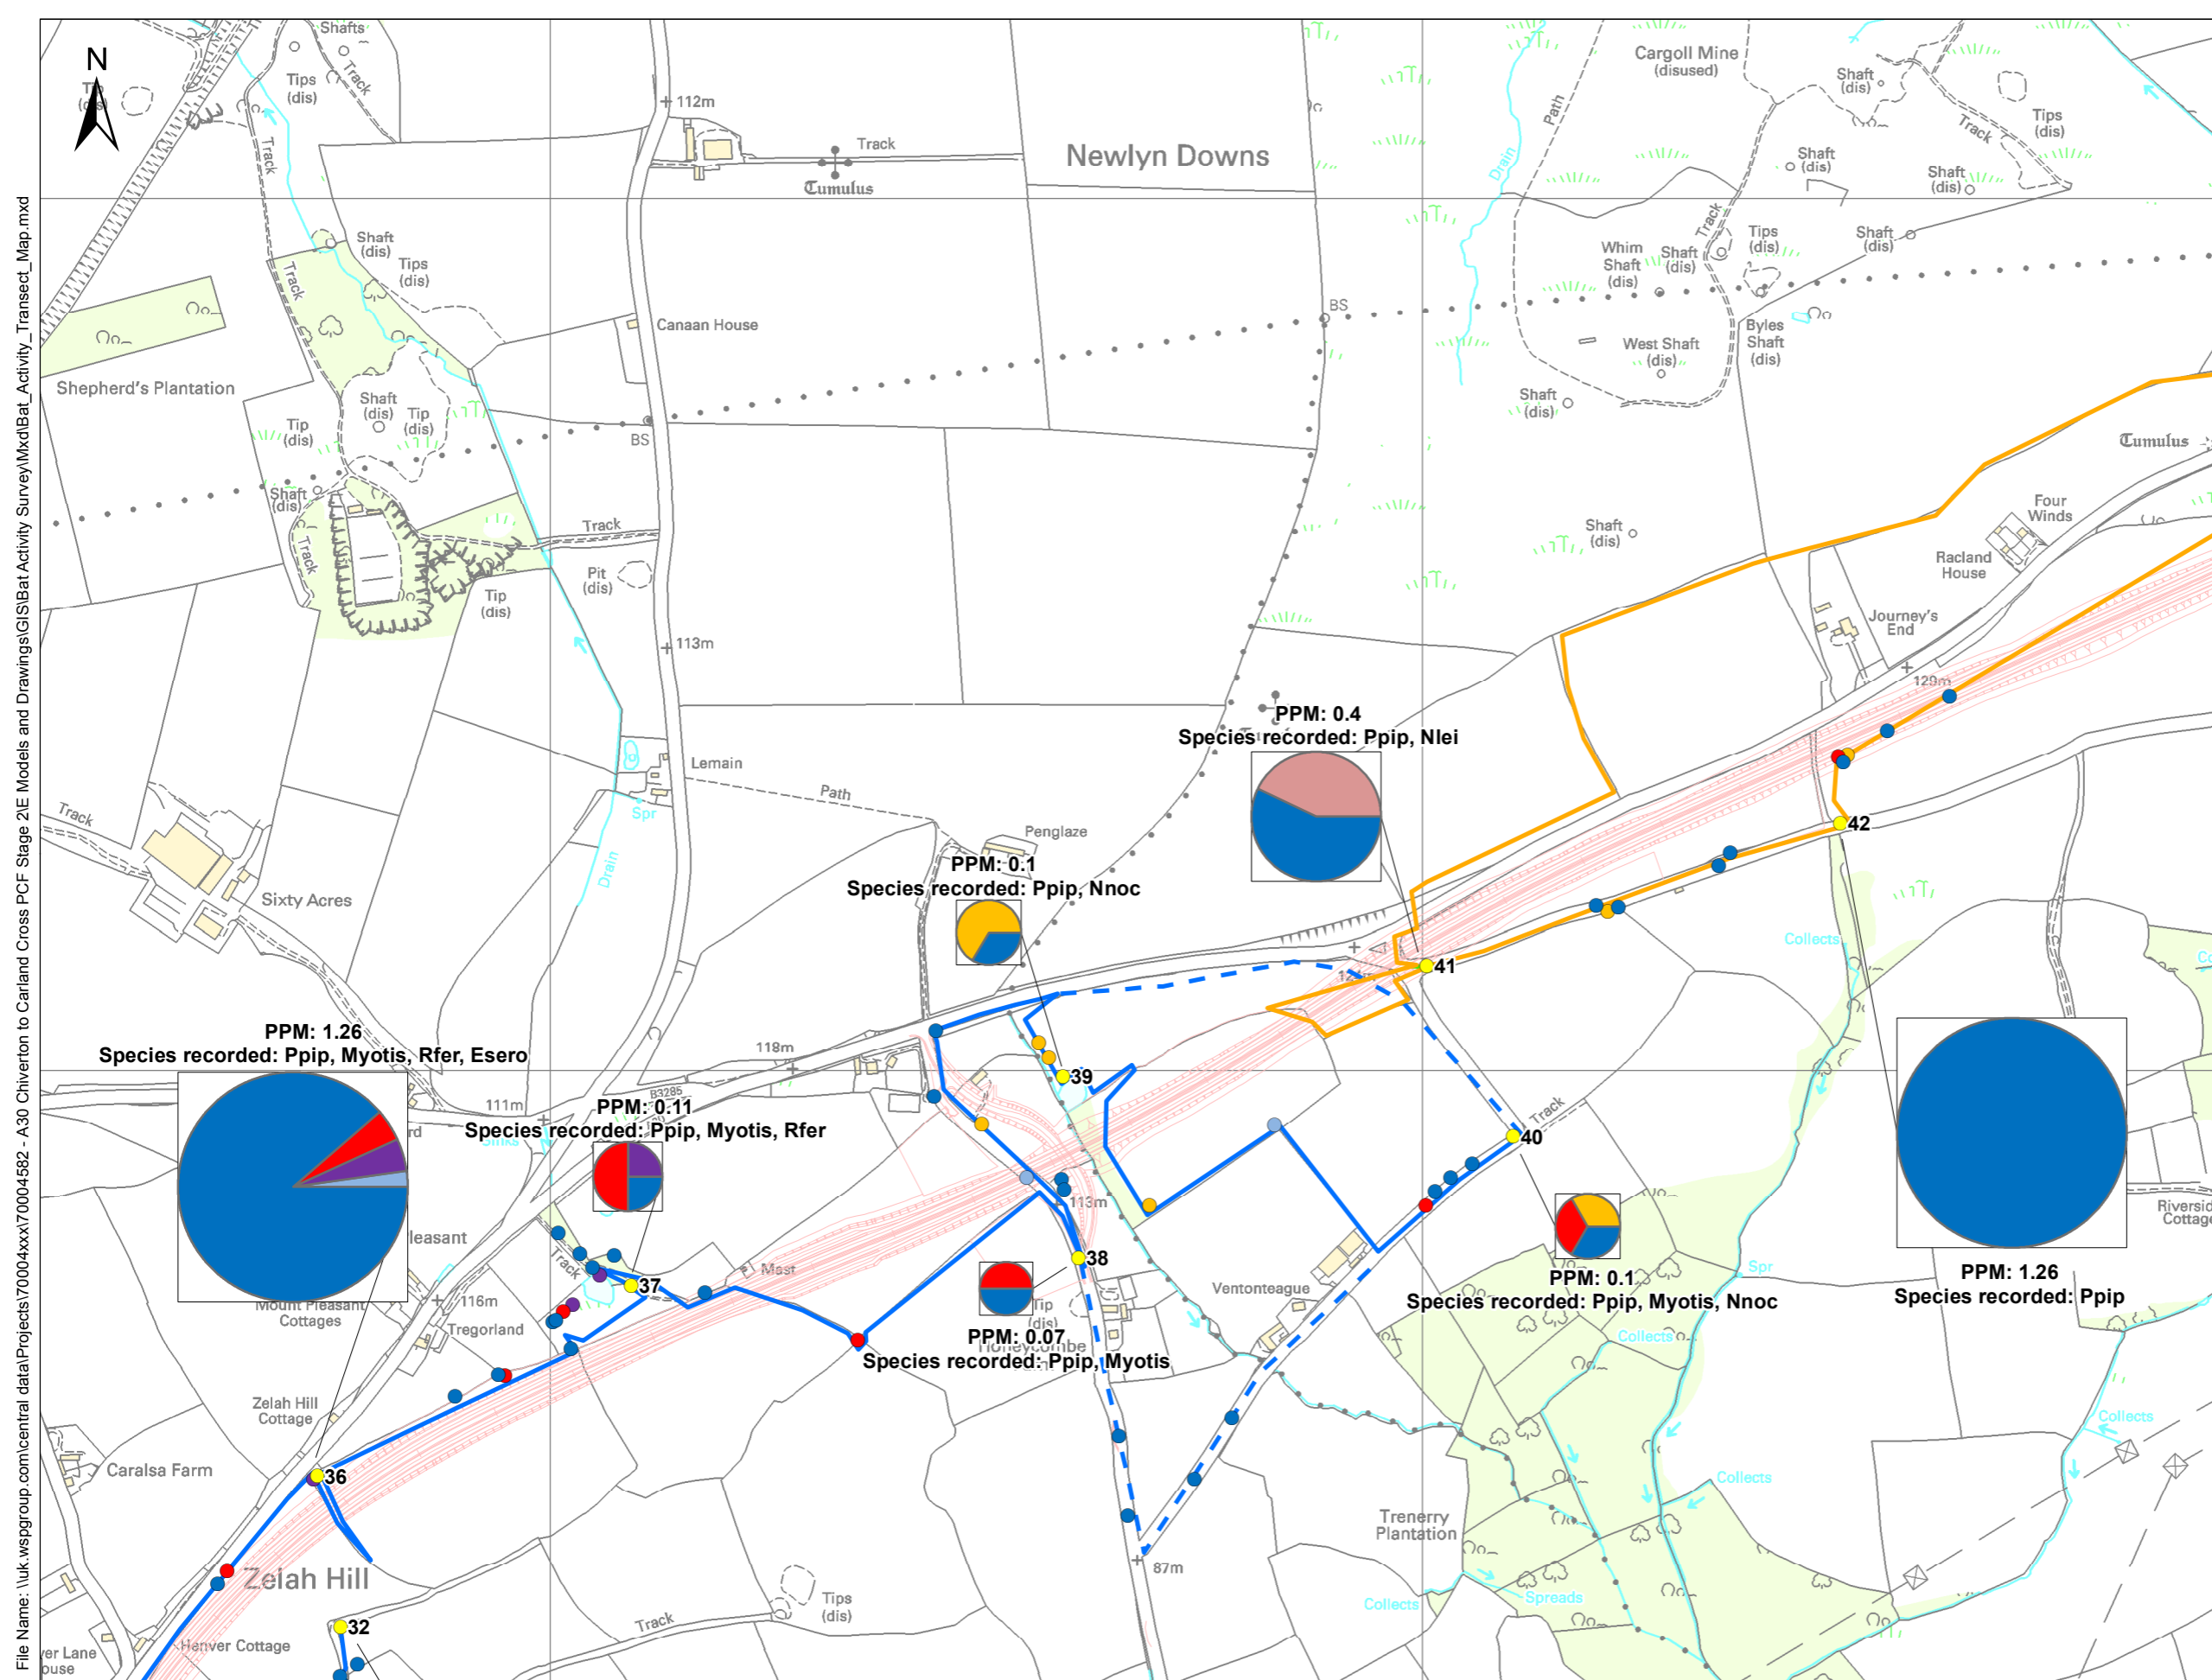 File Name: \\uk.wspgroup.com\central data\Projects\70004xxx\70004582 - A30 Chiverton to Carland Cross PCF Stage 2\E Models and Drawings\GIS\Bat Activity Survey\Mxd\Bat_Activity_Transect_Map.mxd
N
Shafts
Track
Tips
(dis)
Track
112m
Track
Tumulus
Newlyn Downs
Path
Drain
Cargoll Mine
(disused)
Shaft
(dis)
Tips
(dis)
Track
Shaft
(dis)
Shaft
(dis)
Track
Whim
Shaft
(dis)
Shaft
(dis)
Tips
(dis)
Shaft
(dis)
Byles
Shaft
(dis)
West Shaft
(dis)
Shaft
(dis)
Shaft
(dis)
Tips
(dis)
Track
Canaan House
BS
BS
Shepherd's Plantation
Shaft
(dis)
Tip
(dis)
Tip
(dis)
Shaft
(dis)
Track
Track
Pit
(dis)
Tip
(dis)
113m
Shaft
(dis)
Tumulus
Four
Winds
Racland
House
Journey's
End
129m
Lemain
Spr
Path
Drain
Track
Sixty Acres
Penglaze
PPM: 0.4
Species recorded: Ppip, Nlei
PPM: 0.1
Species recorded: Ppip, Nnoc
42
41
Collects
PPM: 1.26
Species recorded: Ppip, Myotis, Rfer, Esero
118m
111m
B3285
PPM: 0.11
Species recorded: Ppip, Myotis, Rfer
39
40
Track
113m
38
37
Track
Mast
leasant
Mount Pleasant
Cottages
116m
Tregorland
Tip
(dis)
PPM: 0.07
Honeycombe
Species recorded: Ppip, Myotis
Ventonteague
PPM: 0.1
Species recorded: Ppip, Myotis, Nnoc
Spr
Collects
PPM: 1.26
Species recorded: Ppip
Riversid
Cottage
Collects
Zelah Hill
Cottage
Caralsa Farm
36
Zelah Hill
32
Henver Cottage
ver Lane
ouse
Track
Tips
(dis)
87m
Trenerry
Plantation
Collects
Collects
Spreads